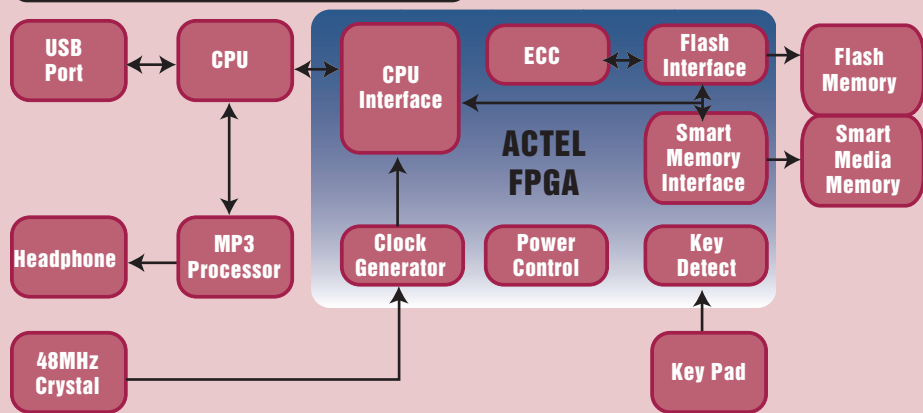 USB
Port
CPU
CPU
Interface
ECC
Flash
Interface
Flash
Memory
ACTEL
FPGA
Smart
Memory
Interface
Smart
Media
Memory
Headphone
MP3
Processor
Clock
Generator
Power
Control
Key
Detect
48MHz
Crystal
Key Pad